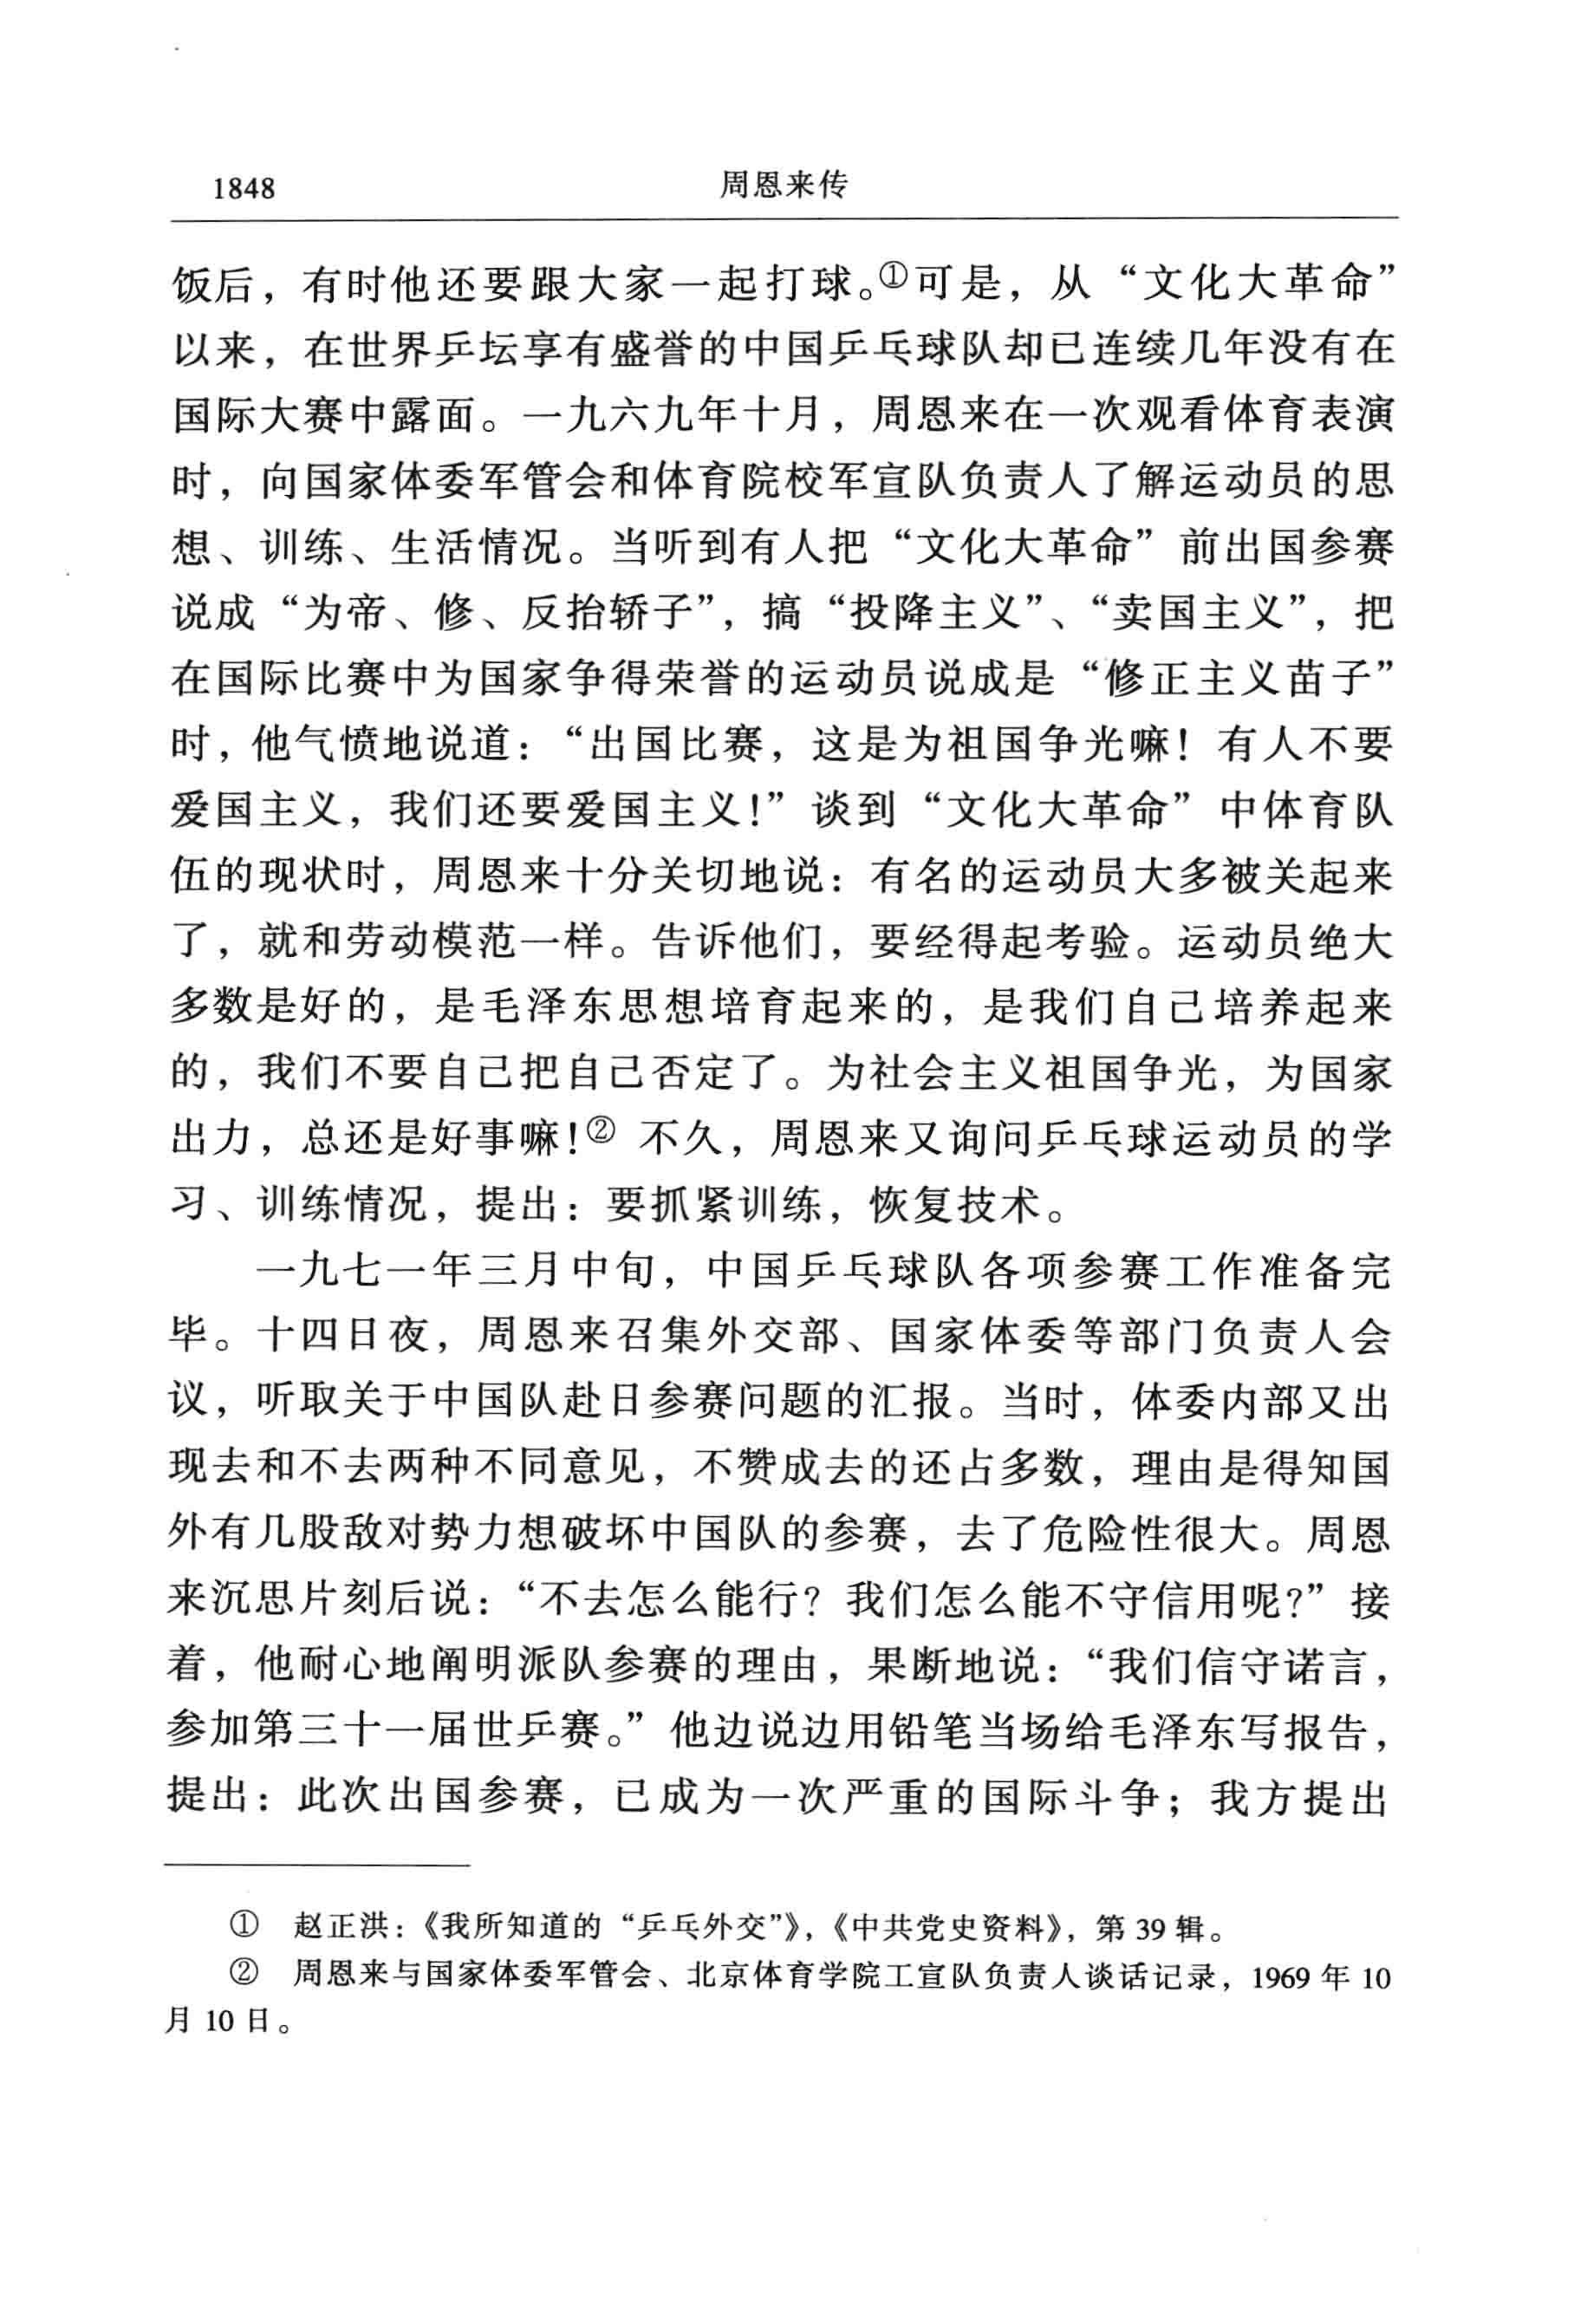 1848 周恩来传
饭后，有时他还要跟大家一起打球。①可是，从“文化大革命”
以来，在世界乒坛享有盛誉的中国乒乓球队却已连续几年没有在
国际大赛中露面。一九六九年十月，周恩来在一次观看体育表演
时，向国家体委军管会和体育院校军宣队负责人了解运动员的思
想、训练、生活情况。当听到有人把“文化大革命”前出国参赛
说成“为帝、修、反抬轿子”，搞“投降主义”、“卖国主义”，把
在国际比赛中为国家争得荣誉的运动员说成是“修正主义苗子”
时，他气愤地说道：“出国比赛，这是为祖国争光嘛！有人不要
爱国主义，我们还要爱国主义！”谈到“文化大革命”中体育队
伍的现状时，周恩来十分关切地说：有名的运动员大多被关起来
了，就和劳动模范一样。告诉他们，要经得起考验。运动员绝大
多数是好的，是毛泽东思想培育起来的，是我们自己培养起来
的，我们不要自己把自己否定了。为社会主义祖国争光，为国家
出力，总还是好事嘛！② 不久，周恩来又询问乒乓球运动员的学
习、训练情况，提出：要抓紧训练，恢复技术。
一九七一年三月中旬，中国乒乓球队各项参赛工作准备完
毕。十四日夜，周恩来召集外交部、国家体委等部门负责人会
议，听取关于中国队赴日参赛问题的汇报。当时，体委内部又出
现去和不去两种不同意见，不赞成去的还占多数，理由是得知国
外有几股敌对势力想破坏中国队的参赛，去了危险性很大。周恩
来沉思片刻后说：“不去怎么能行？我们怎么能不守信用呢？”接
着，他耐心地阐明派队参赛的理由，果断地说：“我们信守诺言，
参加第三十一届世乒赛。”他边说边用铅笔当场给毛泽东写报告，
提出：此次出国参赛，已成为一次严重的国际斗争；我方提出
① 赵正洪：《我所知道的“乒乓外交”》，《中共党史资料》，第 39 辑。
② 周恩来与国家体委军管会、北京体育学院工宣队负责人谈话记录，1969 年 10
月 10 日。